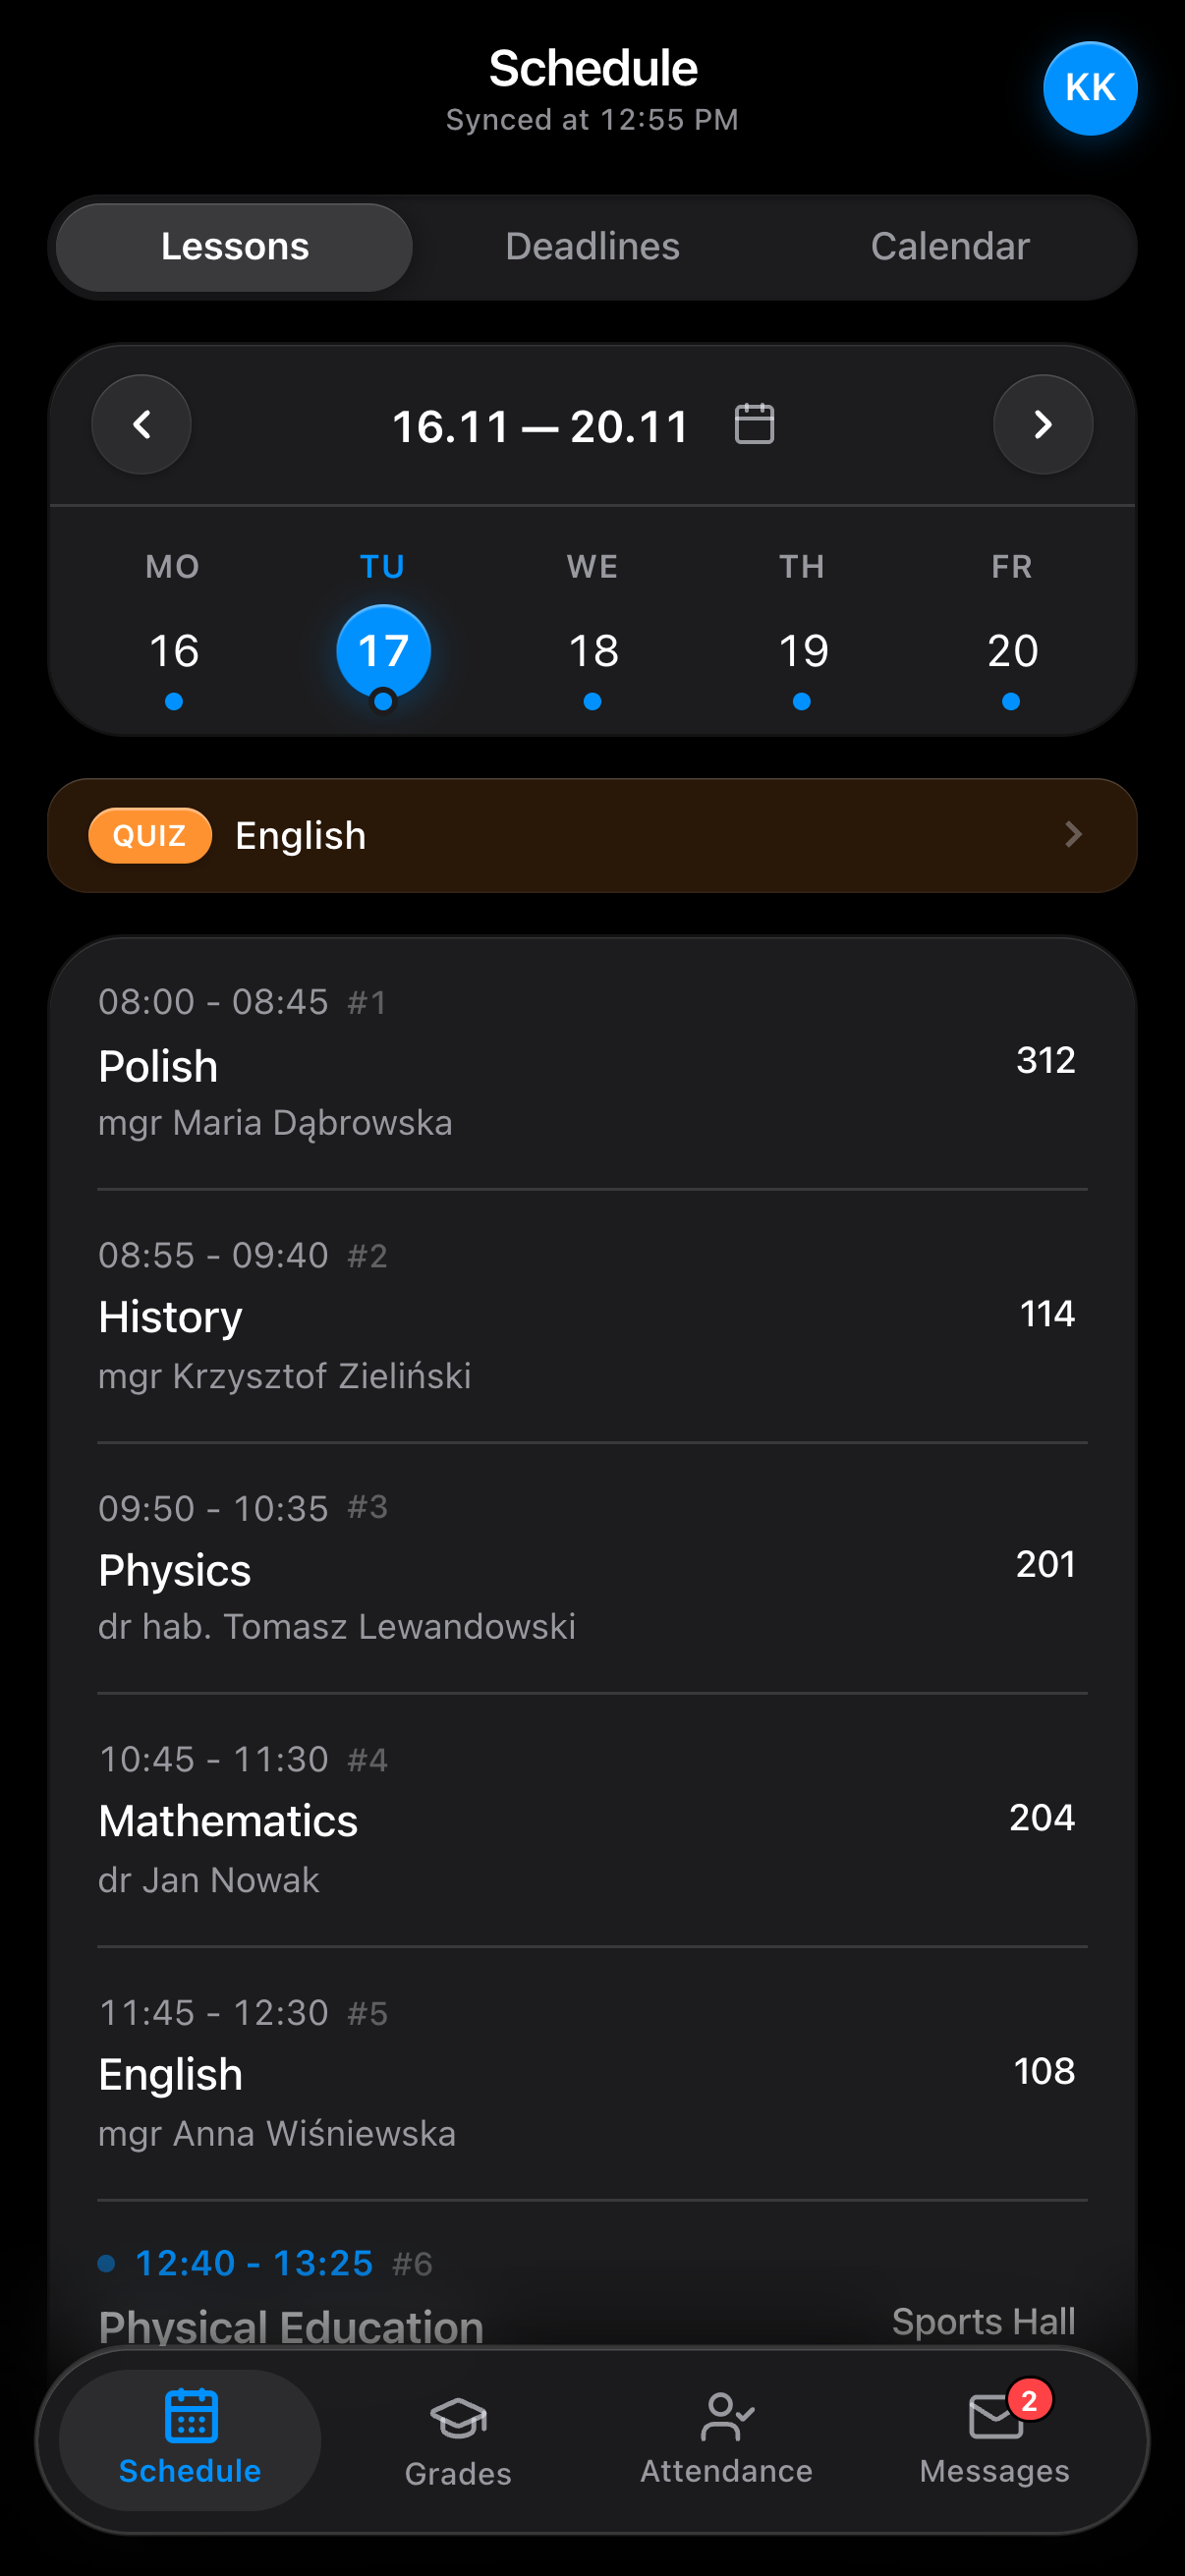 Schedule
Synced at 12:55 PM
KK
Lessons Deadlines Calendar
16.11 — 20.11
MO TU WE TH FR
16 17 18 19 20
QUIZ English
08:00 - 08:45 #1
Polish 312
mgr Maria Dąbrowska
08:55 - 09:40 #2
History 114
mgr Krzysztof Zieliński
09:50 - 10:35 #3
Physics 201
dr hab. Tomasz Lewandowski
10:45 - 11:30 #4
Mathematics 204
dr Jan Nowak
11:45 - 12:30 #5
English 108
mgr Anna Wiśniewska
12:40 - 13:25 #6
Physical Education Sports Hall
2
Schedule Grades Attendance Messages